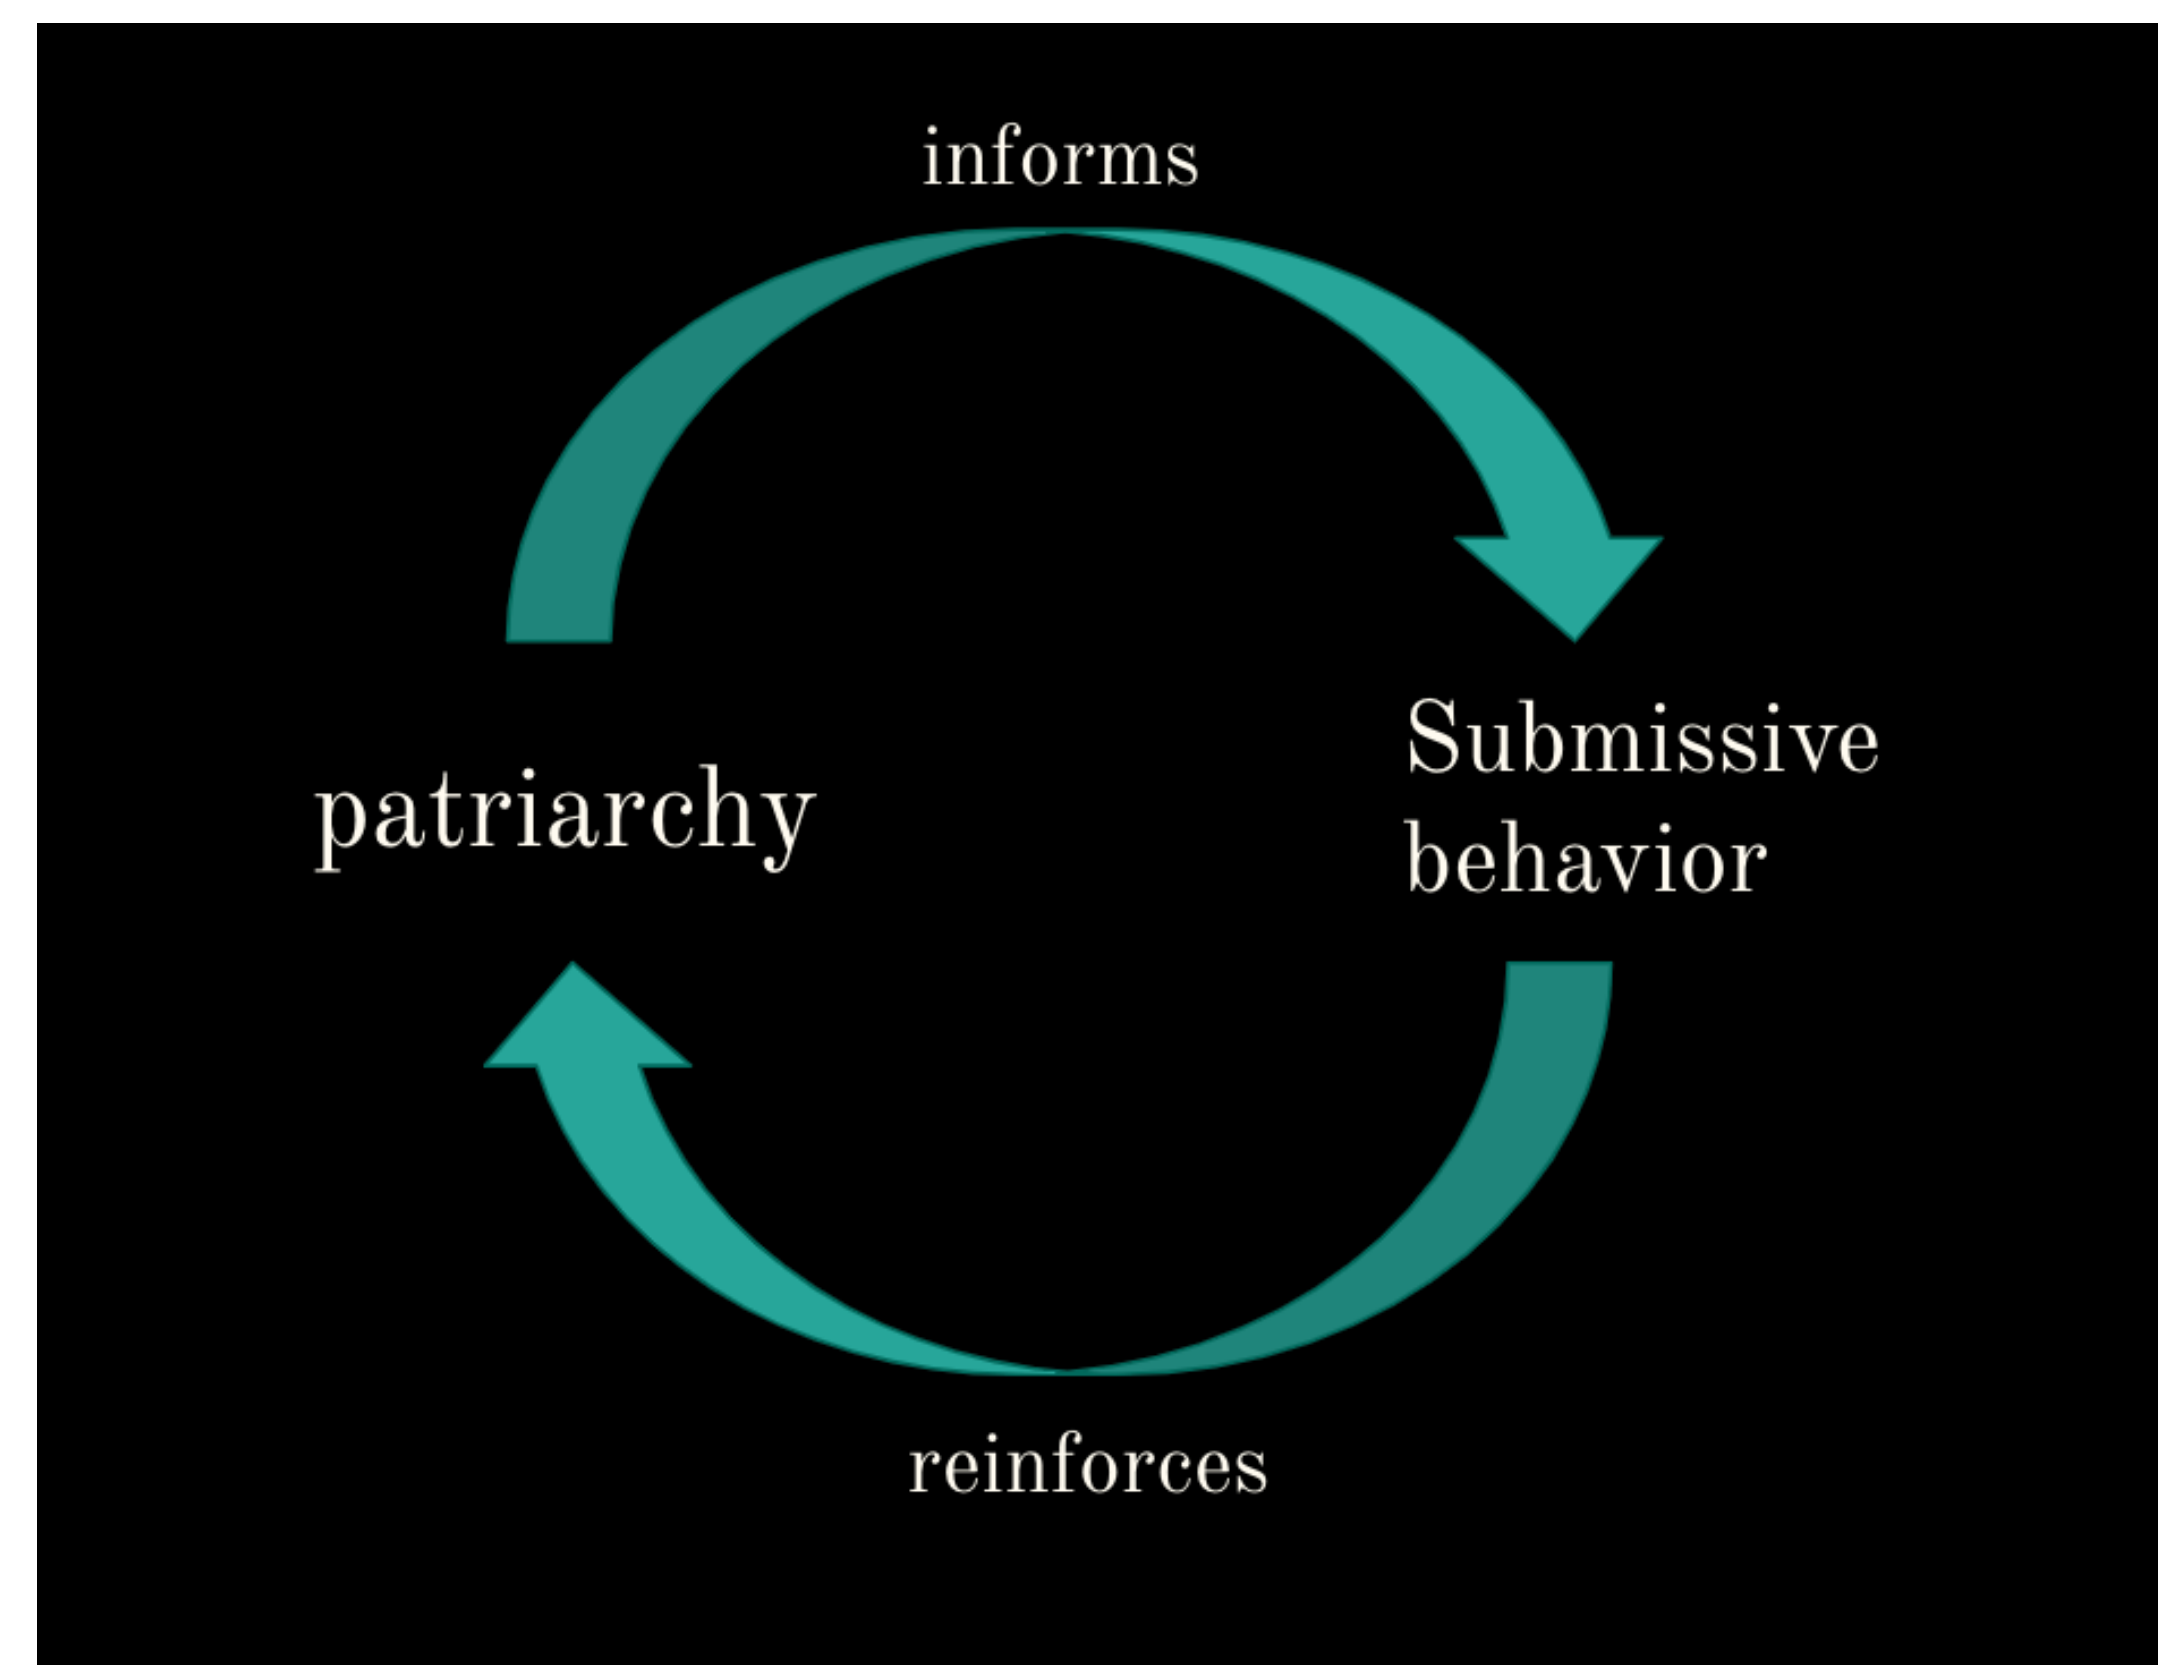 informs
patriarchy
Submissive
behavior
reinforces